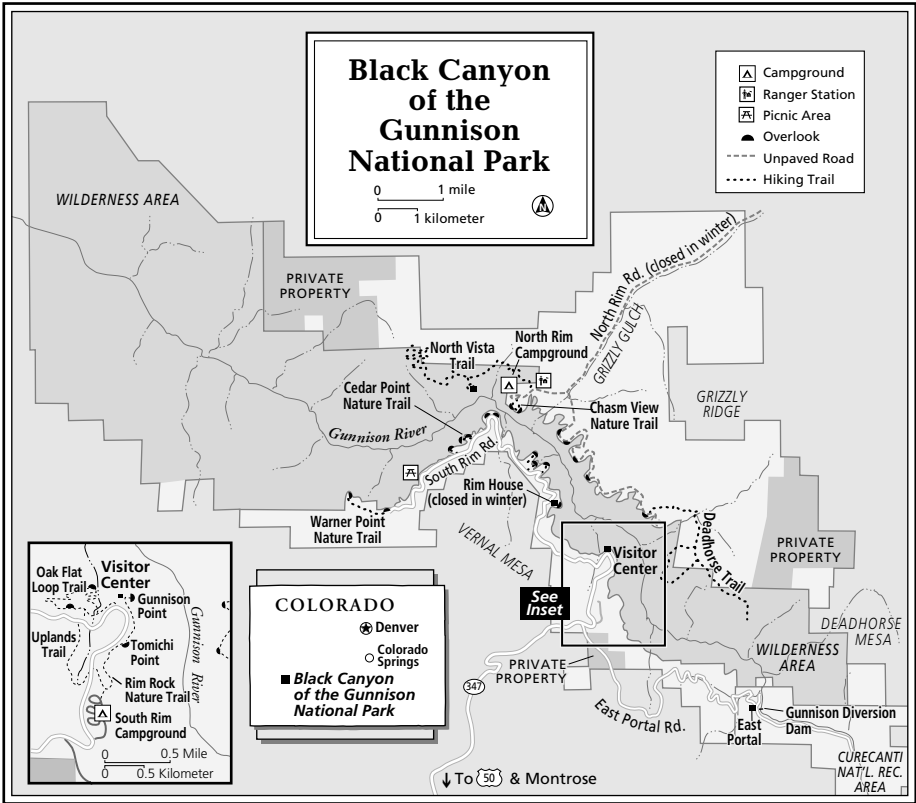 Black Canyon
of the
Gunnison
National Park
0 1 mile
0 1 kilometer
N
Campground
Ranger Station
Picnic Area
Overlook
Unpaved Road
Hiking Trail
WILDERNESS AREA
PRIVATE
PROPERTY
North Rim Rd. (closed in winter)
GRIZZLY GULCH
North Vista
Trail
North Rim
Campground
Cedar Point
Nature Trail
Chasm View
Nature Trail
GRIZZLY
RIDGE
Gunnison River
South Rim Rd.
Rim House
(closed in winter)
Warner Point
Nature Trail
VERNAL MESA
Deadhorse Trail
PRIVATE
PROPERTY
Visitor
Center
See
Inset
DEADHORSE
MESA
WILDERNESS
AREA
PRIVATE
PROPERTY
347
East Portal Rd.
East
Portal
Gunnison Diversion
Dam
CURECANTI
NAT'L. REC.
AREA
To 50 & Montrose
Oak Flat
Loop Trail
Visitor
Center
Gunnison
Point
Gunnison River
Uplands
Trail
Tomichi
Point
Rim Rock
Nature Trail
South Rim
Campground
0 0.5 Mile
0 0.5 Kilometer
COLORADO
Denver
Colorado
Springs
Black Canyon
of the Gunnison
National Park